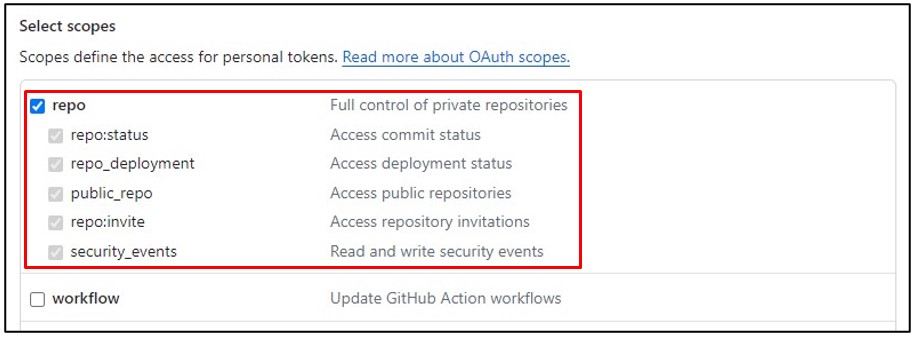 Select scopes
Scopes define the access for personal tokens. Read more about OAuth scopes.
repo Full control of private repositories
repo:status Access commit status
repo_deployment Access deployment status
public_repo Access public repositories
repo:invite Access repository invitations
security_events Read and write security events
workflow Update GitHub Action workflows